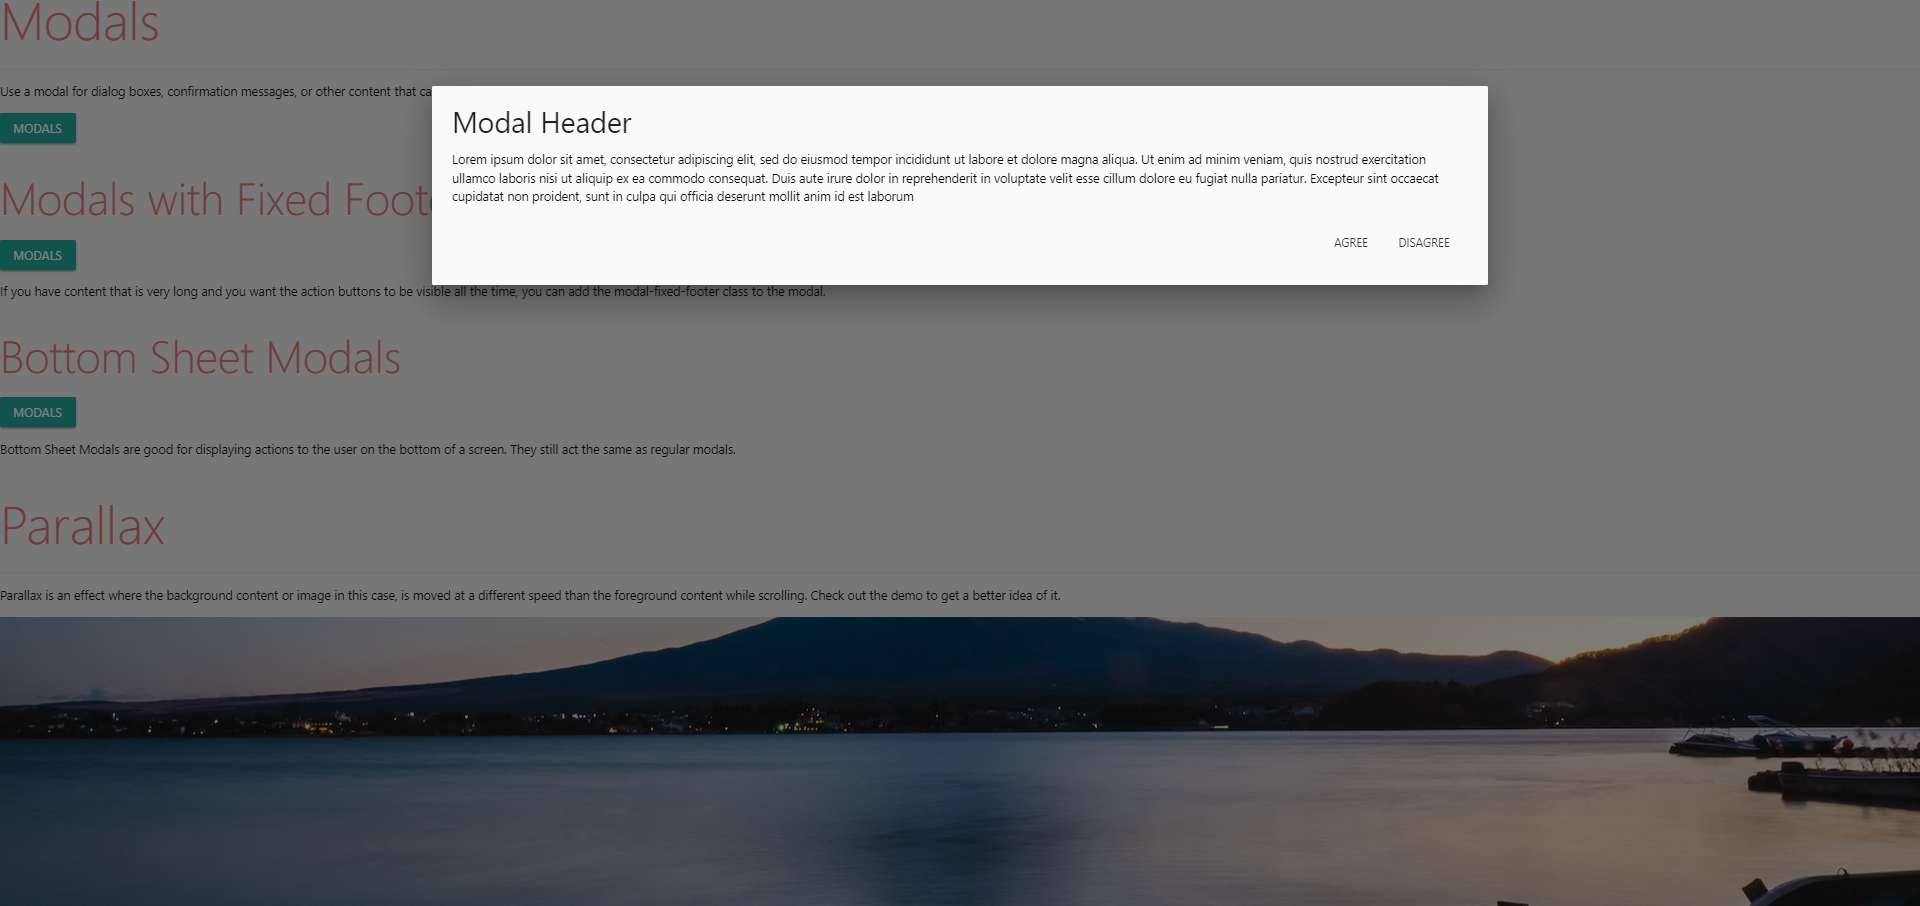 Modals
Use a modal for dialog boxes, confirmation messages, or other content that ca
MODALS
Modal Header
Lorem ipsum dolor sit amet, consectetur adipiscing elit, sed do eiusmod tempor incididunt ut labore et dolore magna aliqua. Ut enim ad minim veniam, quis nostrud exercitation
ullamco laboris nisi ut aliquip ex ea commodo consequat. Duis aute irure dolor in reprehenderit in voluptate velit esse cillum dolore eu fugiat nulla pariatur. Excepteur sint occaecat
cupidatat non proident, sunt in culpa qui officia deserunt mollit anim id est laborum
AGREE DISAGREE
Modals with Fixed Foot
MODALS
If you have content that is very long and you want the action buttons to be visible all the time, you can add the modal-fixed-footer class to the modal.
Bottom Sheet Modals
MODALS
Bottom Sheet Modals are good for displaying actions to the user on the bottom of a screen. They still act the same as regular modals.
Parallax
Parallax is an effect where the background content or image in this case, is moved at a different speed than the foreground content while scrolling. Check out the demo to get a better idea of it.